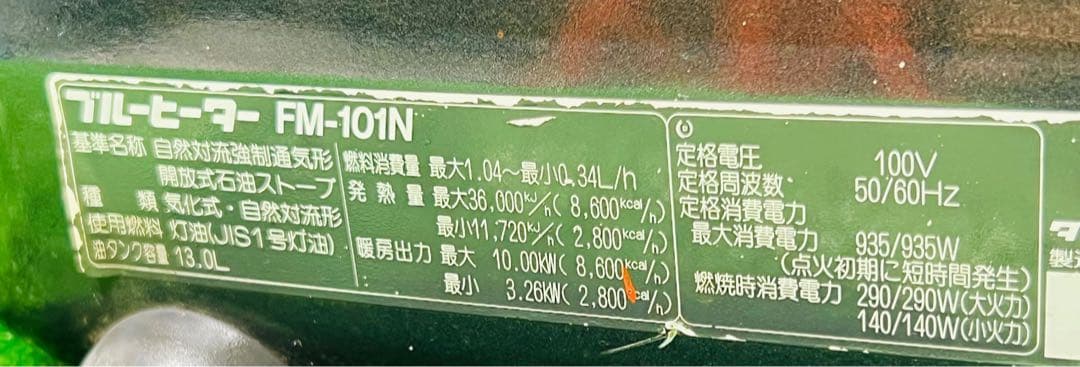 ブルーヒーター FM-101N
基準名称 自然対流強制通気形
開放式石油ストーブ
種類 気化式・自然対流形
使用燃料 灯油(JIS1号灯油)
油タンク容量 13.0L
燃料消費量 最大1.04～最小0.34L/h
発熱量 最大36,000kJ/h(8,600kcal/h)
最小11,720kJ/h(2,800kcal/h)
暖房出力 最大 10.00kW(8,600kcal/h)
最小 3.26kW(2,800kcal/h)
定格電圧 100V
定格周波数 50/60Hz
定格消費電力
最大消費電力 935/935W
(点火初期に短時間発生)
燃焼時消費電力 290/290W(大火力)
140/140W(小火力)
製